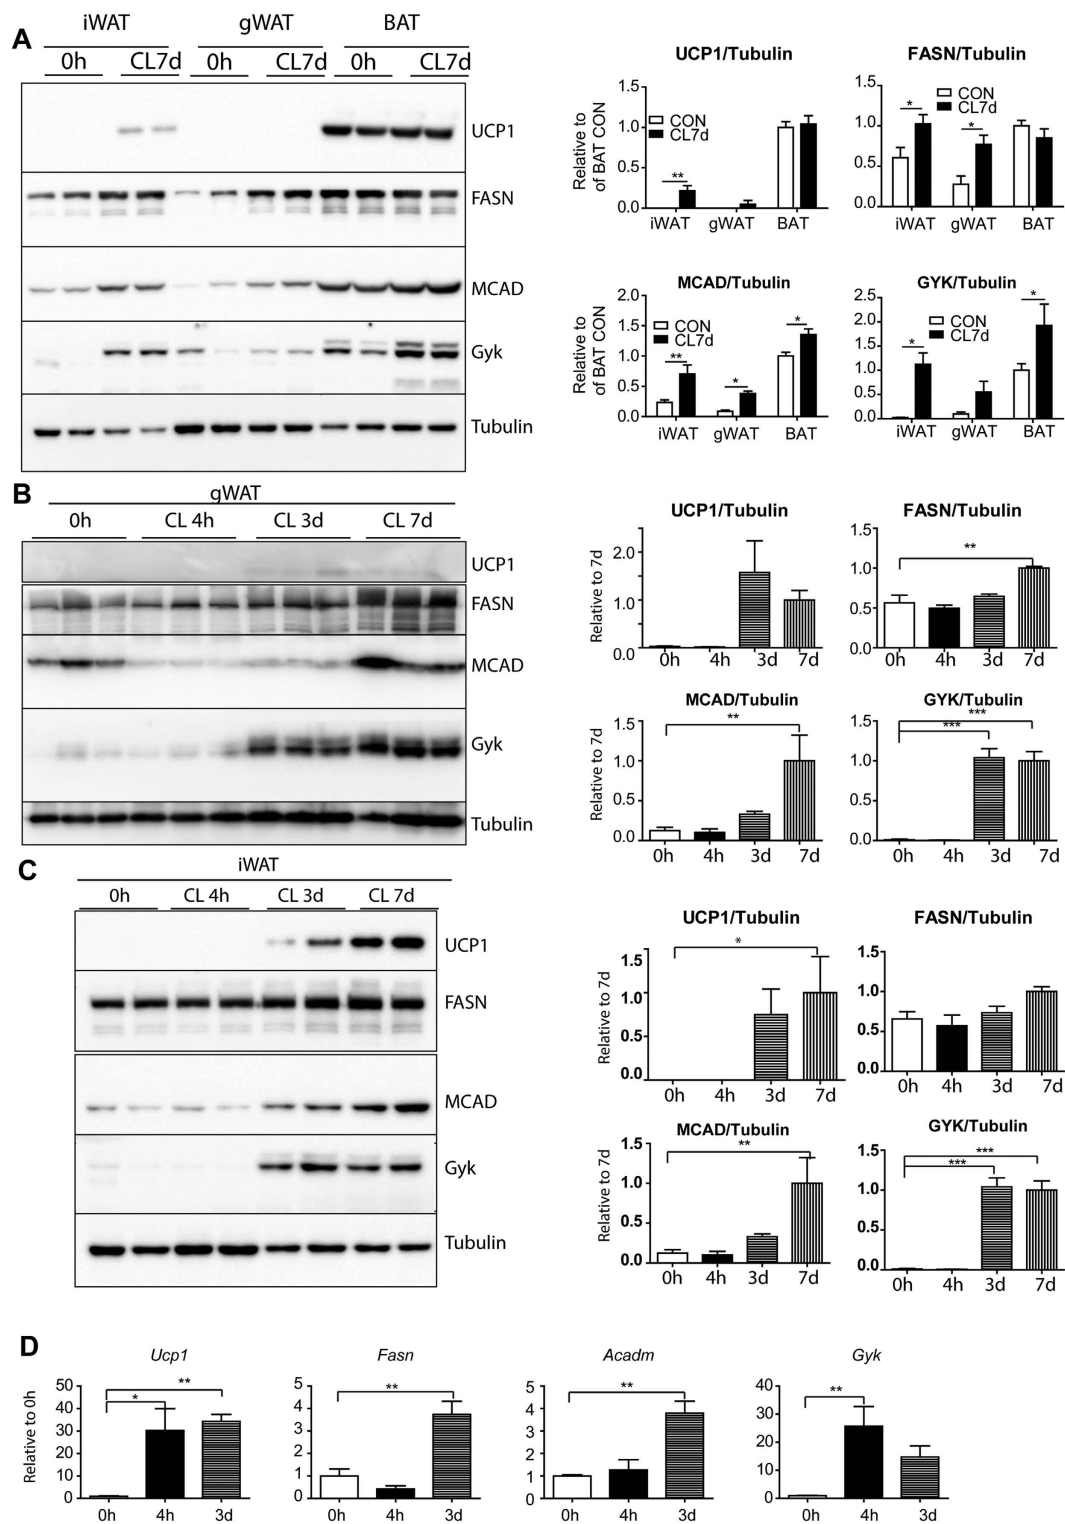 A
iWAT gWAT BAT
0h CL7d 0h CL7d 0h CL7d
UCP1
FASN
MCAD
Gyk
Tubulin
UCP1/Tubulin
Relative to
of BAT CON
1.5
1.0
0.5
0.0
CON
CL7d
**
iWAT gWAT BAT
FASN/Tubulin
1.5
1.0
0.5
0.0
CON
CL7d
* *
iWAT gWAT BAT
MCAD/Tubulin
Relative to
of BAT CON
2.0
1.5
1.0
0.5
0.0
CON
CL7d
** * *
iWAT gWAT BAT
GYK/Tubulin
2.5
2.0
1.5
1.0
0.5
0.0
CON
CL7d
* *
iWAT gWAT BAT
B
gWAT
0h CL 4h CL 3d CL 7d
UCP1
FASN
MCAD
Gyk
Tubulin
UCP1/Tubulin
Relative to 7d
2.0
1.0
0.0
0h 4h 3d 7d
FASN/Tubulin
1.5
1.0
0.5
0.0
**
0h 4h 3d 7d
MCAD/Tubulin
Relative to 7d
1.5
1.0
0.5
0.0
**
0h 4h 3d 7d
GYK/Tubulin
1.5
1.0
0.5
0.0
***
***
0h 4h 3d 7d
C
iWAT
0h CL 4h CL 3d CL 7d
UCP1
FASN
MCAD
Gyk
Tubulin
UCP1/Tubulin
Relative to 7d
1.5
1.0
0.5
0.0
*
0h 4h 3d 7d
FASN/Tubulin
1.5
1.0
0.5
0.0
0h 4h 3d 7d
MCAD/Tubulin
Relative to 7d
1.5
1.0
0.5
0.0
**
0h 4h 3d 7d
GYK/Tubulin
1.5
1.0
0.5
0.0
***
***
0h 4h 3d 7d
D
Ucp1
Relative to 0h
50
40
30
20
10
0
*
**
0h 4h 3d
Fasn
5
4
3
2
1
0
**
0h 4h 3d
Acadm
5
4
3
2
1
0
**
0h 4h 3d
Gyk
40
30
20
10
0
**
0h 4h 3d